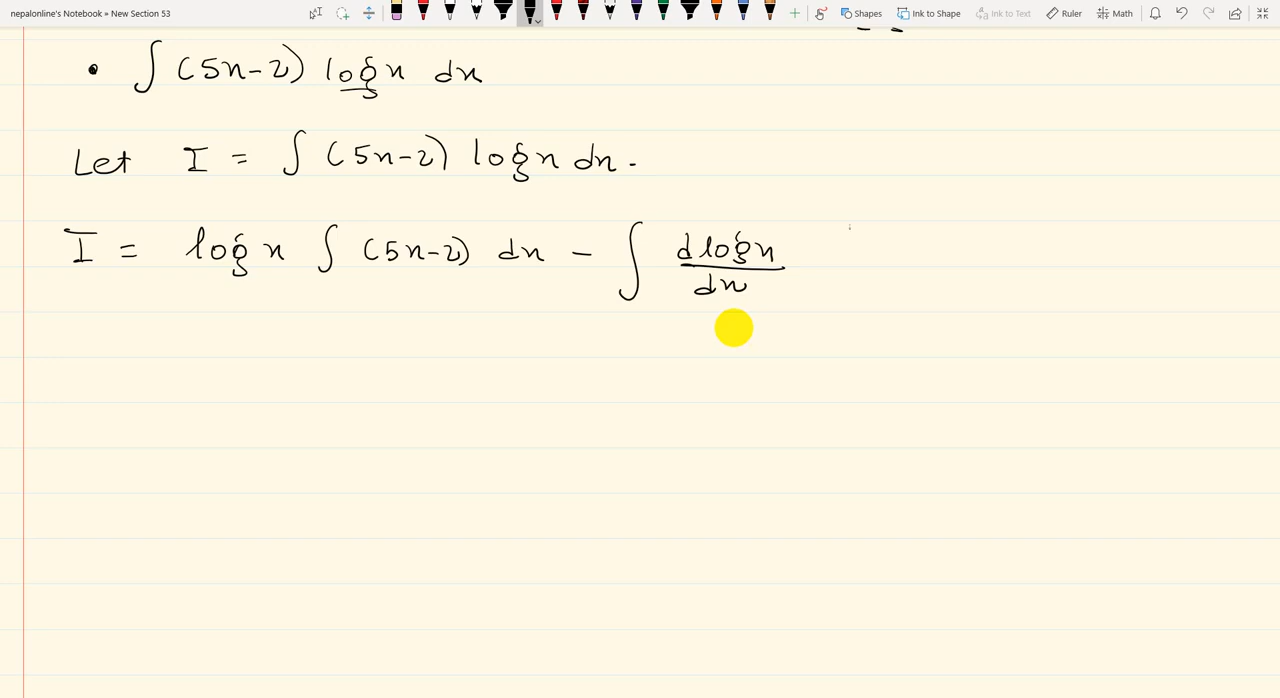 nepalonline's Notebook » New Section 53
Shapes Ink to Shape Ink to Text Ruler Math
• ∫ (5x-2) log x dx
Let I = ∫ (5x-2) log x dx.
I = log x ∫ (5x-2) dx - ∫ d log x / dx